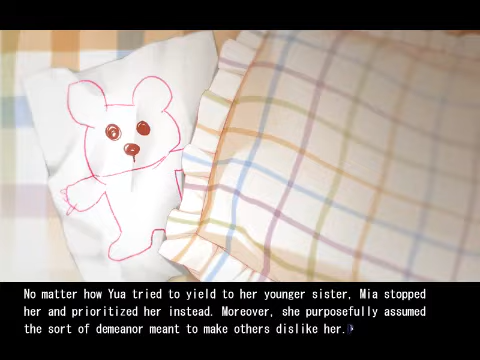 No matter how Yua tried to yield to her younger sister, Mia stopped
her and prioritized her instead. Moreover, she purposefully assumed
the sort of demeanor meant to make others dislike her.